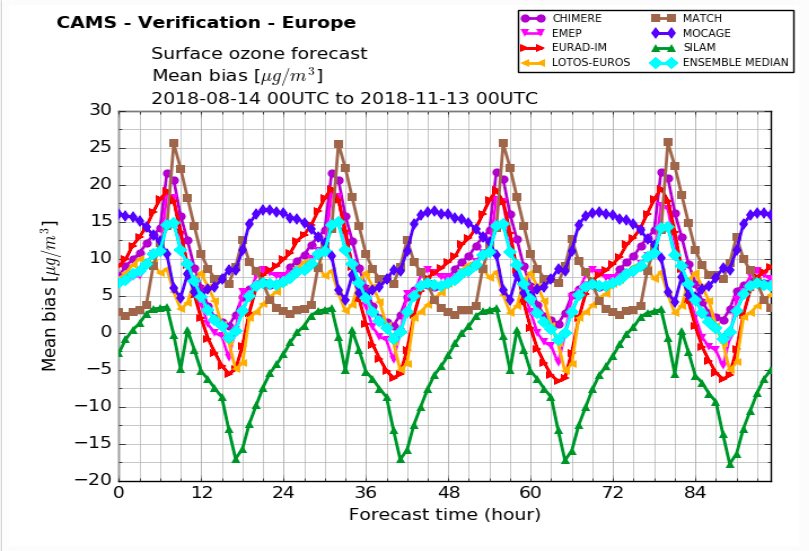 CAMS - Verification - Europe
Surface ozone forecast
Mean bias [μg/m³]
2018-08-14 00UTC to 2018-11-13 00UTC
CHIMERE
EMEP
EURAD-IM
LOTOS-EUROS
MATCH
MOCAGE
SILAM
ENSEMBLE MEDIAN
Mean bias [μg/m³]
30
25
20
15
10
5
0
−5
−10
−15
−20
0 12 24 36 48 60 72 84
Forecast time (hour)